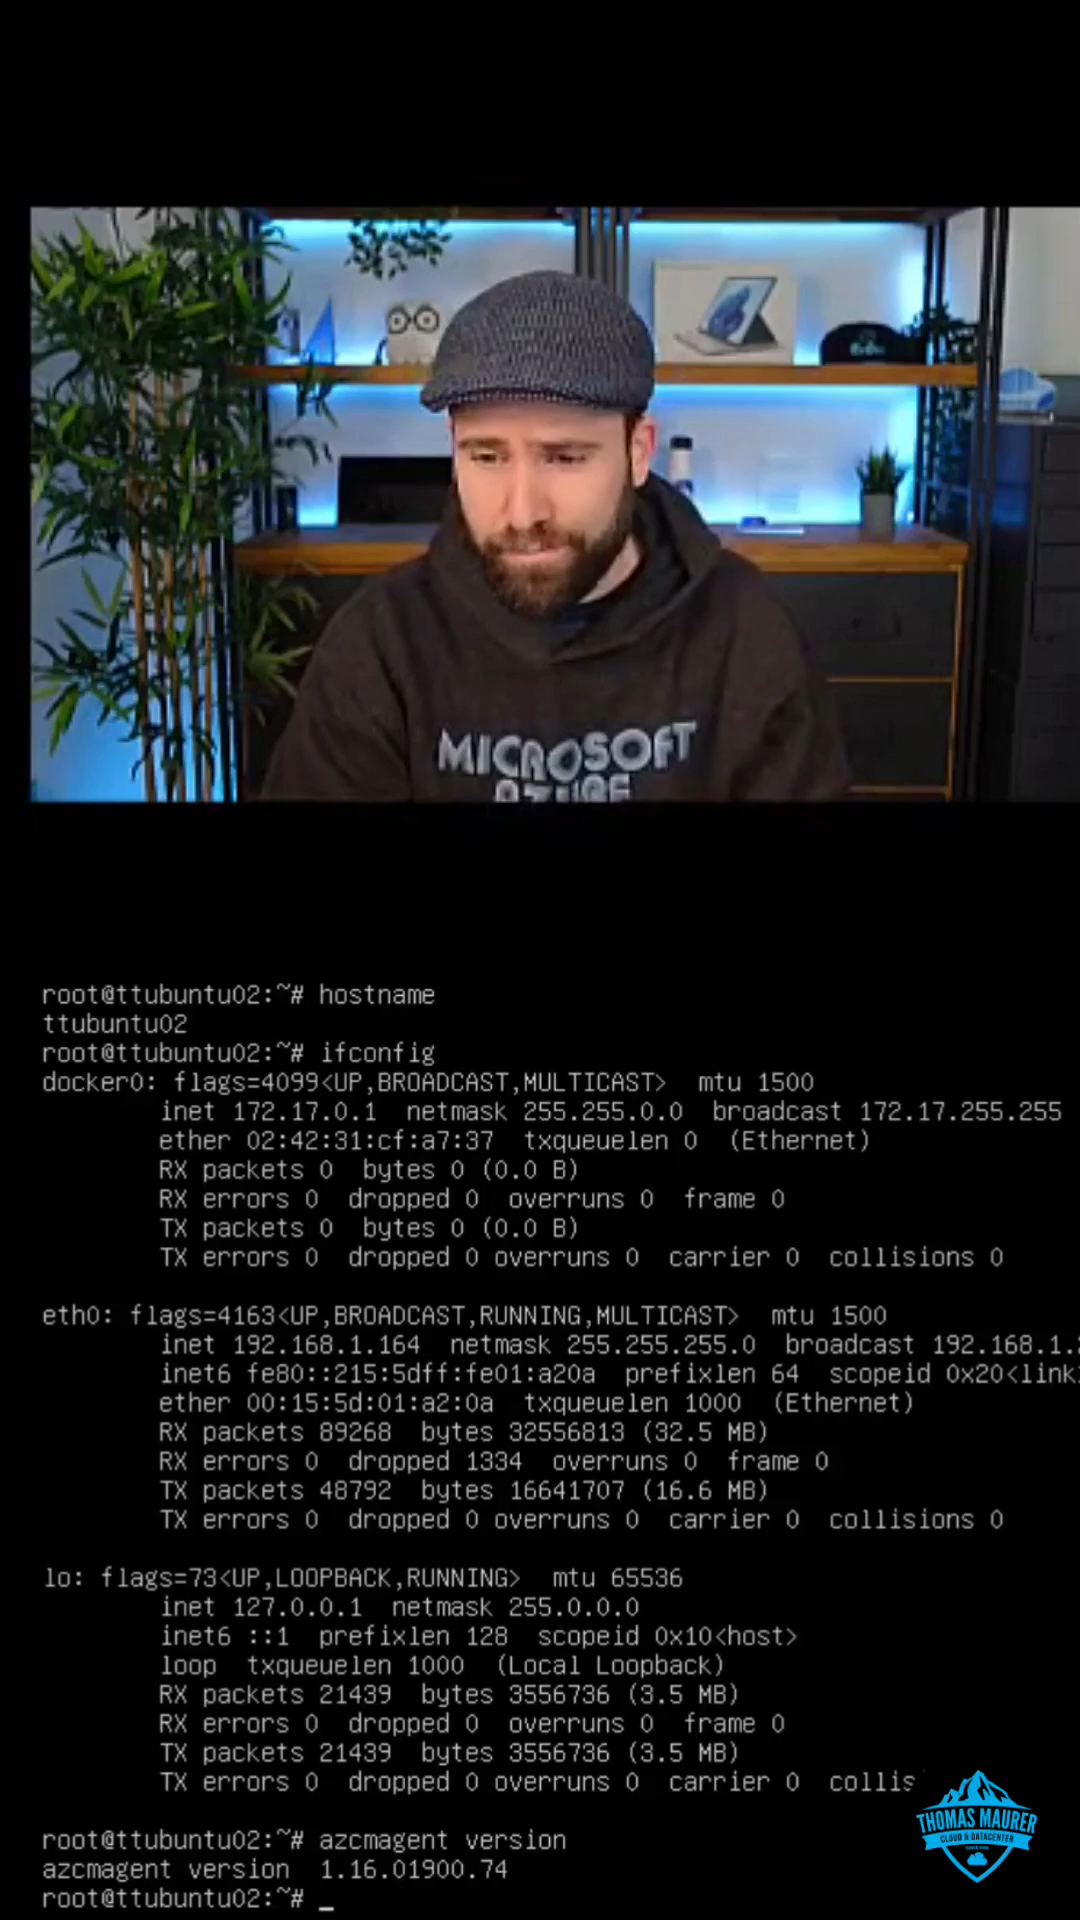 MICROSOFT
AZURE
root@ttubuntu02:~# hostname
ttubuntu02
root@ttubuntu02:~# ifconfig
docker0: flags=4099<UP,BROADCAST,MULTICAST>  mtu 1500
inet 172.17.0.1  netmask 255.255.0.0  broadcast 172.17.255.255
ether 02:42:31:cf:a7:37  txqueuelen 0  (Ethernet)
RX packets 0  bytes 0 (0.0 B)
RX errors 0  dropped 0  overruns 0  frame 0
TX packets 0  bytes 0 (0.0 B)
TX errors 0  dropped 0 overruns 0  carrier 0  collisions 0
eth0: flags=4163<UP,BROADCAST,RUNNING,MULTICAST>  mtu 1500
inet 192.168.1.164  netmask 255.255.255.0  broadcast 192.168.1.
inet6 fe80::215:5dff:fe01:a20a  prefixlen 64  scopeid 0x20<link
ether 00:15:5d:01:a2:0a  txqueuelen 1000  (Ethernet)
RX packets 89268  bytes 32556813 (32.5 MB)
RX errors 0  dropped 1334  overruns 0  frame 0
TX packets 48792  bytes 16641707 (16.6 MB)
TX errors 0  dropped 0 overruns 0  carrier 0  collisions 0
lo: flags=73<UP,LOOPBACK,RUNNING>  mtu 65536
inet 127.0.0.1  netmask 255.0.0.0
inet6 ::1  prefixlen 128  scopeid 0x10<host>
loop  txqueuelen 1000  (Local Loopback)
RX packets 21439  bytes 3556736 (3.5 MB)
RX errors 0  dropped 0  overruns 0  frame 0
TX packets 21439  bytes 3556736 (3.5 MB)
TX errors 0  dropped 0 overruns 0  carrier 0  collis
root@ttubuntu02:~# azcmagent version
azcmagent version  1.16.01900.74
root@ttubuntu02:~# _
THOMAS MAURER
CLOUD & DATACENTER